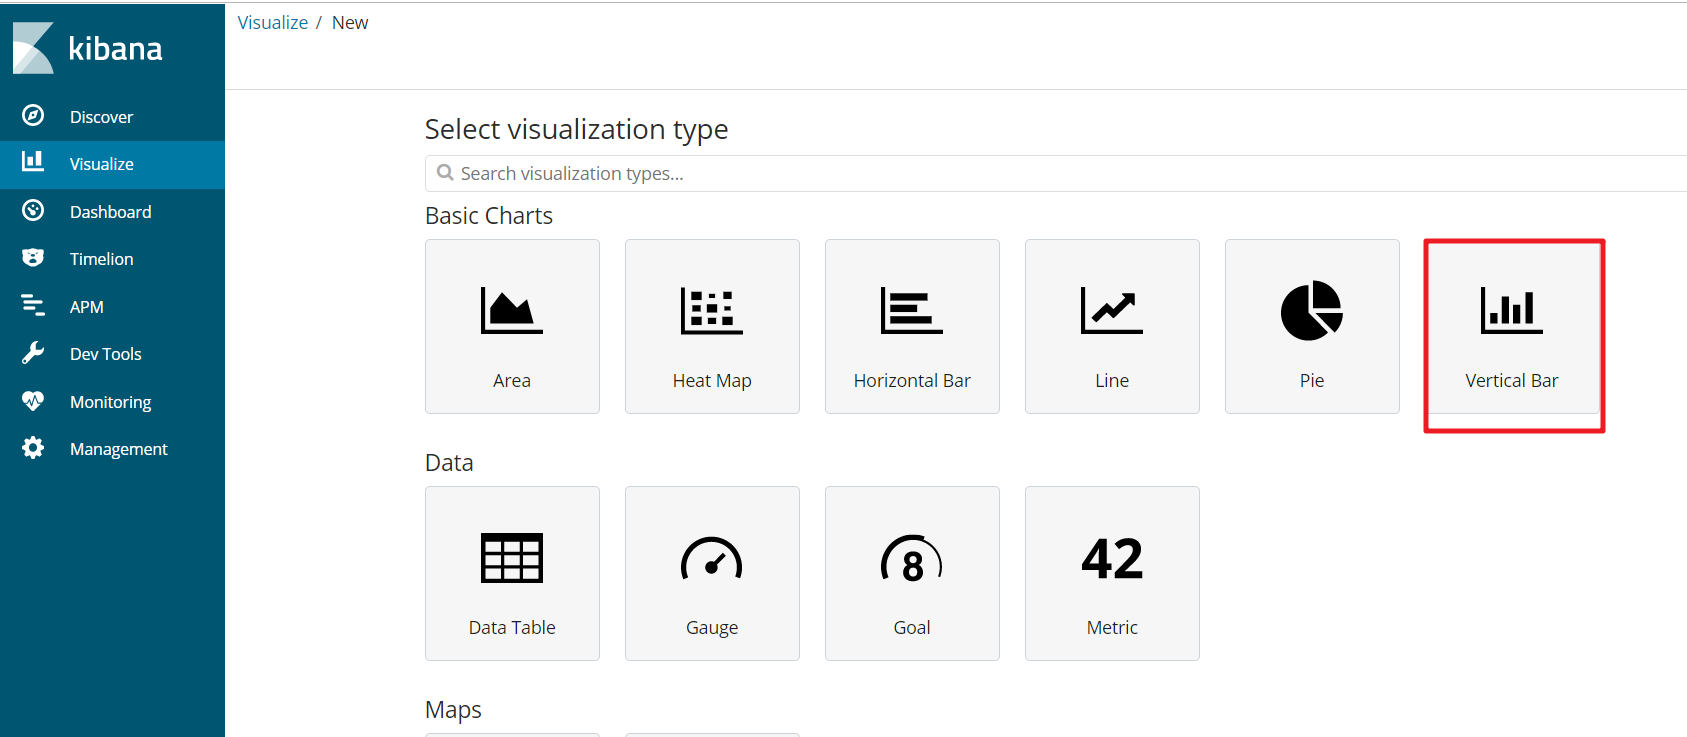 Visualize / New
kibana
Discover
Visualize
Dashboard
Timelion
APM
Dev Tools
Monitoring
Management
Select visualization type
Search visualization types...
Basic Charts
Area
Heat Map
Horizontal Bar
Line
Pie
Vertical Bar
Data
8
42
Data Table
Gauge
Goal
Metric
Maps